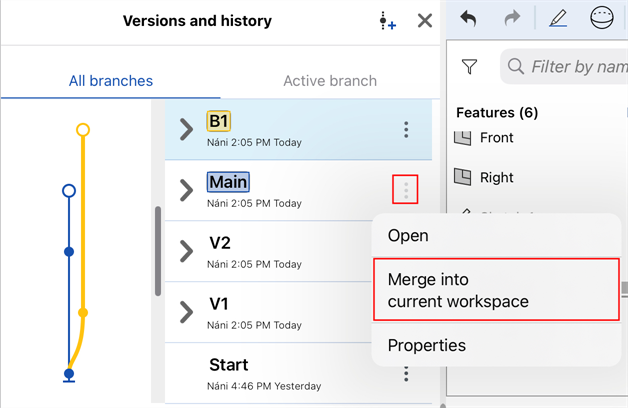 Versions and history
All branches
Active branch
B1
Náni 2:05 PM Today
Main
Náni 2:05 PM Today
V2
Náni 2:05 PM Today
V1
Náni 2:05 PM Today
Start
Náni 4:46 PM Yesterday
Filter by nam
Features (6)
Front
Right
Open
Merge into
current workspace
Properties